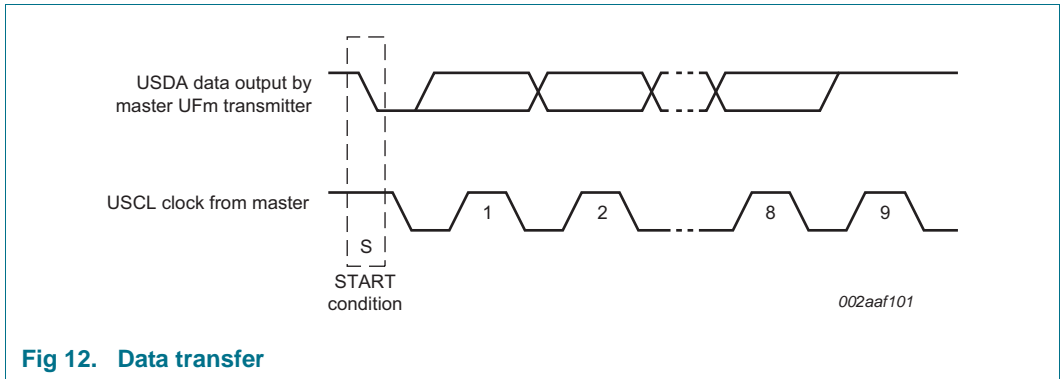 USDA data output by
master UFm transmitter
USCL clock from master
1
2
8
9
S
START
condition
002aaf101
Fig 12. Data transfer